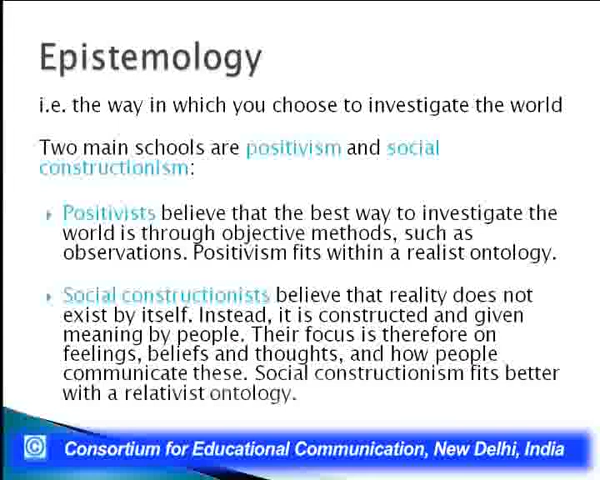 Epistemology
i.e. the way in which you choose to investigate the world
Two main schools are positivism and social
constructionism:
Positivists believe that the best way to investigate the
world is through objective methods, such as
observations. Positivism fits within a realist ontology.
Social constructionists believe that reality does not
exist by itself. Instead, it is constructed and given
meaning by people. Their focus is therefore on
feelings, beliefs and thoughts, and how people
communicate these. Social constructionism fits better
with a relativist ontology.
© Consortium for Educational Communication, New Delhi, India